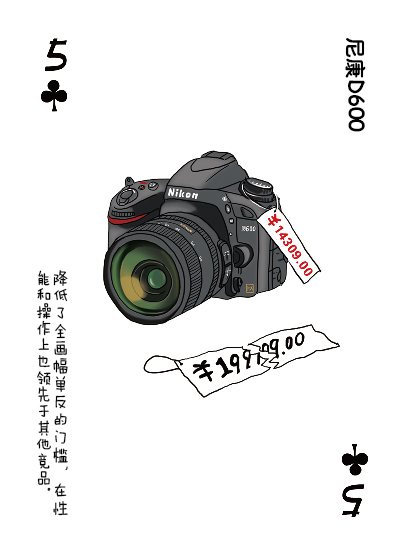 5
尼康D600
Nikon
D600
¥14309.00
¥19999.00
降低了全画幅单反的门槛，在性
能和操作上也领先于其他竞品。
5